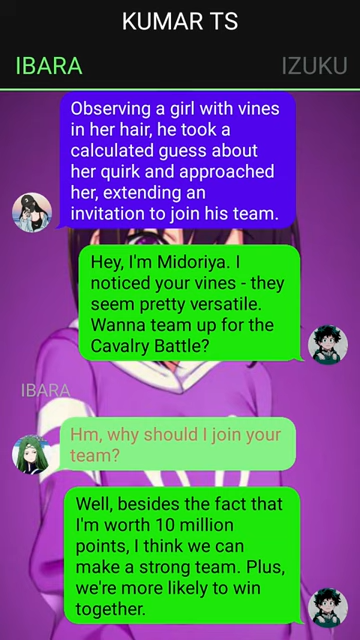 KUMAR TS
IBARA
IZUKU
Observing a girl with vines
in her hair, he took a
calculated guess about
her quirk and approached
her, extending an
invitation to join his team.
Hey, I'm Midoriya. I
noticed your vines - they
seem pretty versatile.
Wanna team up for the
Cavalry Battle?
IBARA
Hm, why should I join your
team?
Well, besides the fact that
I'm worth 10 million
points, I think we can
make a strong team. Plus,
we're more likely to win
together.